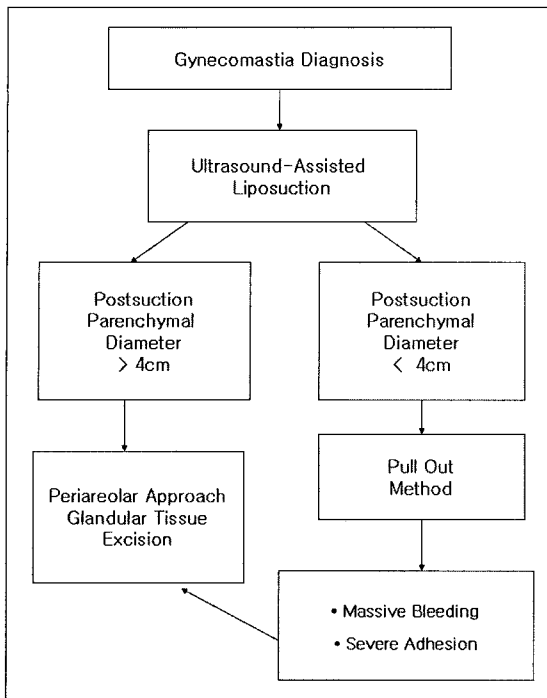 Gynecomastia Diagnosis
Ultrasound-Assisted
Liposuction
Postsuction
Parenchymal
Diameter
> 4cm
Postsuction
Parenchymal
Diameter
< 4cm
Periareolar Approach
Glandular Tissue
Excision
Pull Out
Method
• Massive Bleeding
• Severe Adhesion